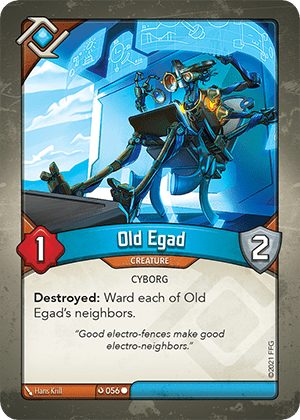 Old Egad
1
CREATURE
2
CYBORG
Destroyed: Ward each of Old
Egad's neighbors.
"Good electro-fences make good
electro-neighbors."
©2021 FFG
Hans Krill
056